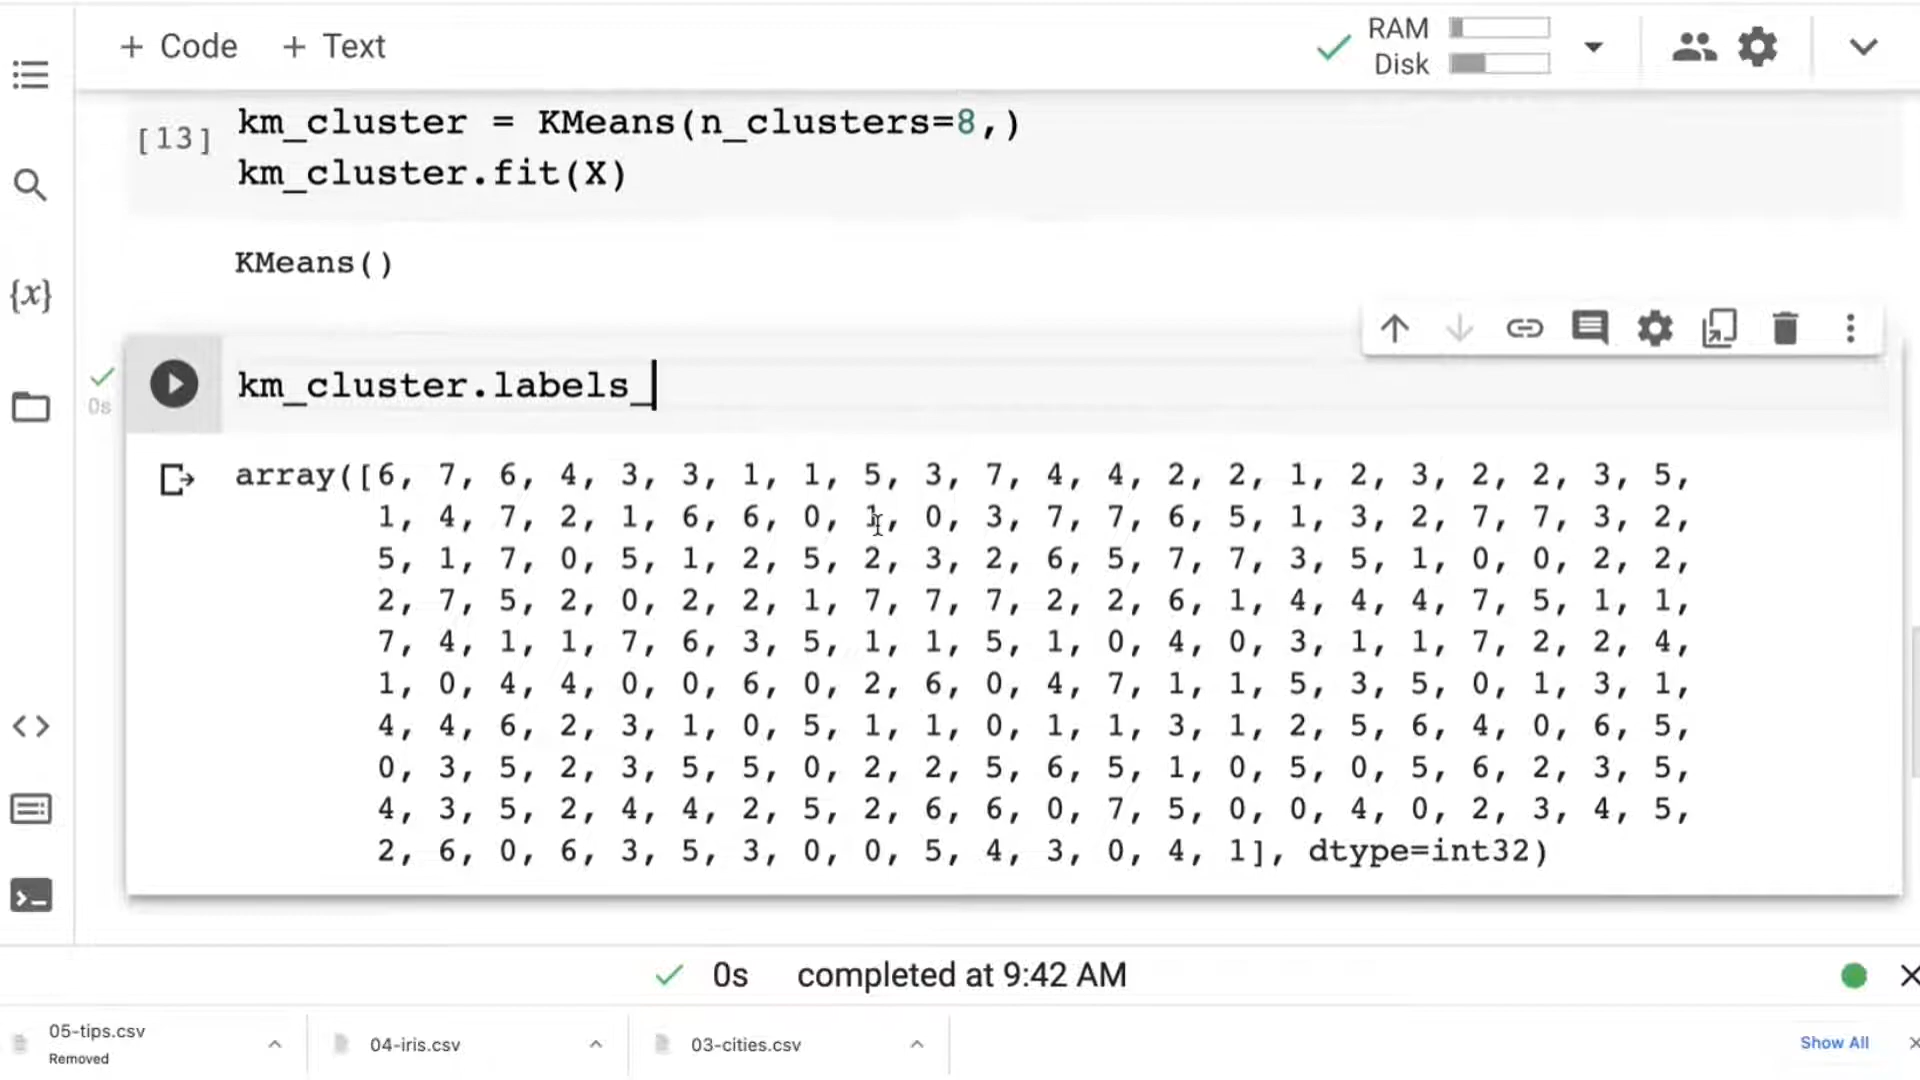 + Code + Text
RAM
Disk
[13] km_cluster = KMeans(n_clusters=8,)
km_cluster.fit(X)
KMeans()
{x}
0s
km_cluster.labels_
array([6, 7, 6, 4, 3, 3, 1, 1, 5, 3, 7, 4, 4, 2, 2, 1, 2, 3, 2, 2, 3, 5,
1, 4, 7, 2, 1, 6, 6, 0, 1, 0, 3, 7, 7, 6, 5, 1, 3, 2, 7, 7, 3, 2,
5, 1, 7, 0, 5, 1, 2, 5, 2, 3, 2, 6, 5, 7, 7, 3, 5, 1, 0, 0, 2, 2,
2, 7, 5, 2, 0, 2, 2, 1, 7, 7, 7, 2, 2, 6, 1, 4, 4, 4, 7, 5, 1, 1,
7, 4, 1, 1, 7, 6, 3, 5, 1, 1, 5, 1, 0, 4, 0, 3, 1, 1, 7, 2, 2, 4,
1, 0, 4, 4, 0, 0, 6, 0, 2, 6, 0, 4, 7, 1, 1, 5, 3, 5, 0, 1, 3, 1,
4, 4, 6, 2, 3, 1, 0, 5, 1, 1, 0, 1, 1, 3, 1, 2, 5, 6, 4, 0, 6, 5,
0, 3, 5, 2, 3, 5, 5, 0, 2, 2, 5, 6, 5, 1, 0, 5, 0, 5, 6, 2, 3, 5,
4, 3, 5, 2, 4, 4, 2, 5, 2, 6, 6, 0, 7, 5, 0, 0, 4, 0, 2, 3, 4, 5,
2, 6, 0, 6, 3, 5, 3, 0, 0, 5, 4, 3, 0, 4, 1], dtype=int32)
0s completed at 9:42 AM
05-tips.csv
Removed
04-iris.csv
03-cities.csv
Show All